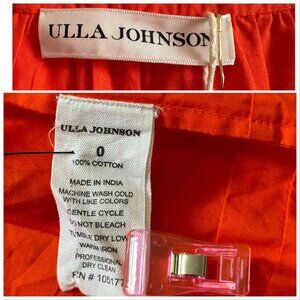 ULLA JOHNSON
ULLA JOHNSON
0
100% COTTON
MADE IN INDIA
MACHINE WASH COLD
WITH LIKE COLORS
GENTLE CYCLE
DO NOT BLEACH
TUMBLE DRY LOW
WARM IRON
PROFESSIONAL
DRY CLEAN
P/N # 105177